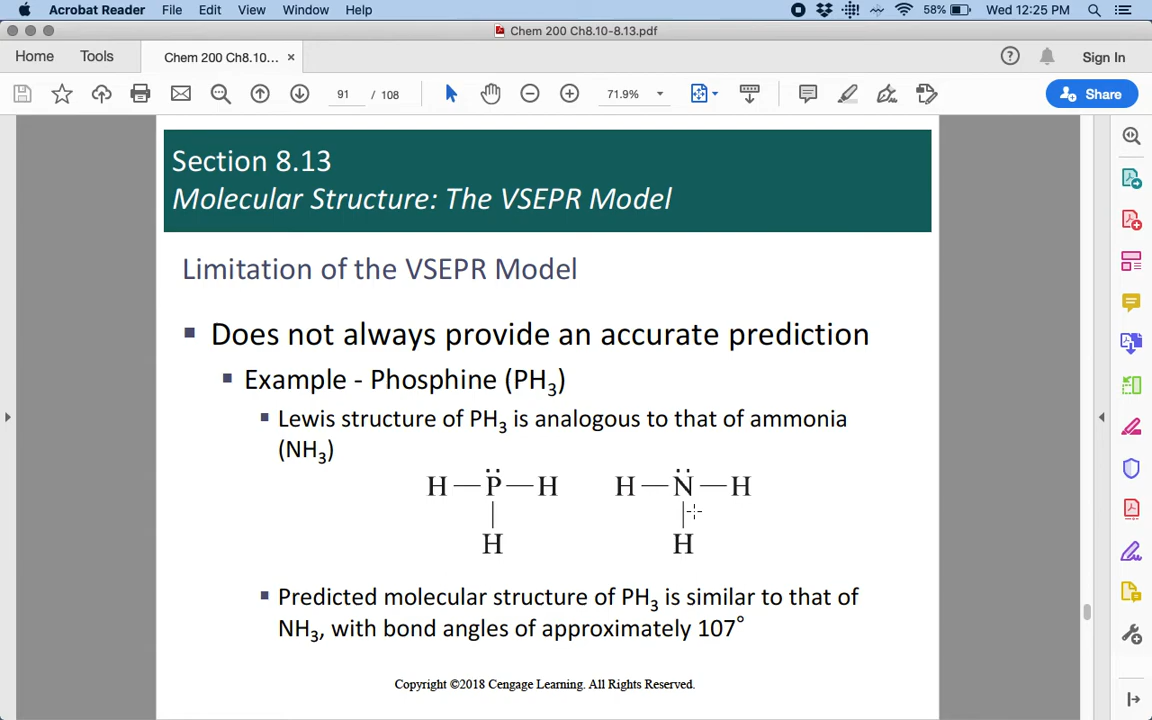 Acrobat Reader File Edit View Window Help 58% Wed 12:25 PM
Chem 200 Ch8.10-8.13.pdf
Home Tools Chem 200 Ch8.10... × Sign In
91 / 108 71.9% Share
Section 8.13
Molecular Structure: The VSEPR Model
Limitation of the VSEPR Model
▪ Does not always provide an accurate prediction
▪ Example - Phosphine (PH₃)
▪ Lewis structure of PH₃ is analogous to that of ammonia
(NH₃)
H—P̈—H H—N̈—H
| |
H H
▪ Predicted molecular structure of PH₃ is similar to that of
NH₃, with bond angles of approximately 107°
Copyright ©2018 Cengage Learning. All Rights Reserved.